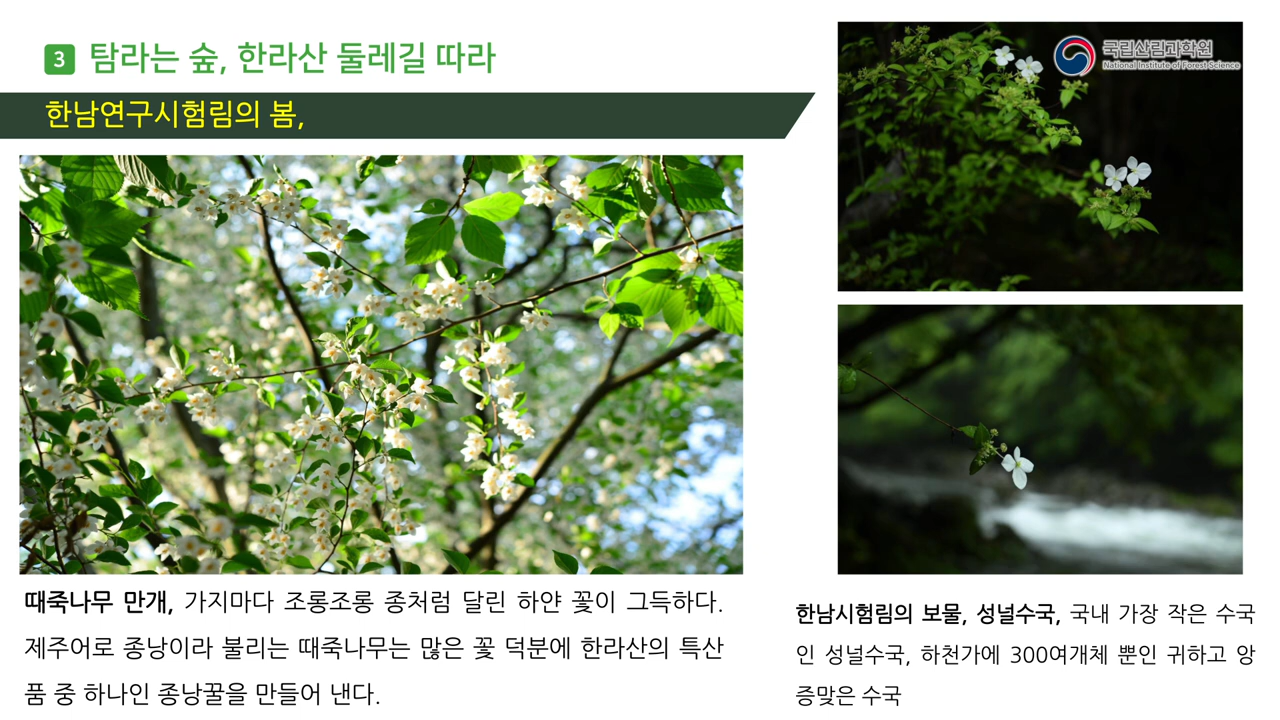 3 탐라는 숲, 한라산 둘레길 따라
국립산림과학원
National Institute of Forest Science
한남연구시험림의 봄,
때죽나무 만개, 가지마다 조롱조롱 종처럼 달린 하얀 꽃이 그득하다.
제주어로 종낭이라 불리는 때죽나무는 많은 꽃 덕분에 한라산의 특산
품 중 하나인 종낭꿀을 만들어 낸다.
한남시험림의 보물, 성널수국, 국내 가장 작은 수국
인 성널수국, 하천가에 300여개체 뿐인 귀하고 앙
증맞은 수국